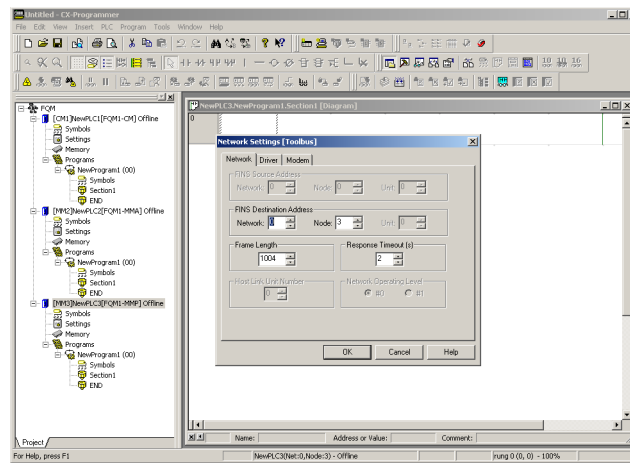 Untitled - CX-Programmer
File Edit View Insert PLC Program Tools Window Help
FQM
[CM1]NewPLC1[FQM1-CM] Offline
Symbols
Settings
Memory
Programs
NewProgram1 (00)
Symbols
Section1
END
[MM2]NewPLC2[FQM1-MMA] Offline
Symbols
Settings
Memory
Programs
NewProgram1 (00)
Symbols
Section1
END
[MM3]NewPLC3[FQM1-MMP] Offline
Symbols
Settings
Memory
Programs
NewProgram1 (00)
Symbols
Section1
END
Project
NewPLC3.NewProgram1.Section1 [Diagram]
0
Network Settings [Toolbus]
Network Driver Modem
FINS Source Address
Network: 0 Node: 0 Unit: 0
FINS Destination Address
Network: 0 Node: 3 Unit: 0
Frame Length Response Timeout (s)
1004 2
Host Link Unit Number Network Operating Level
0 #0 #1
OK Cancel Help
Name: Address or Value: Comment:
For Help, press F1 NewPLC3(Net:0,Node:3) - Offline rung 0 (0, 0) - 100%